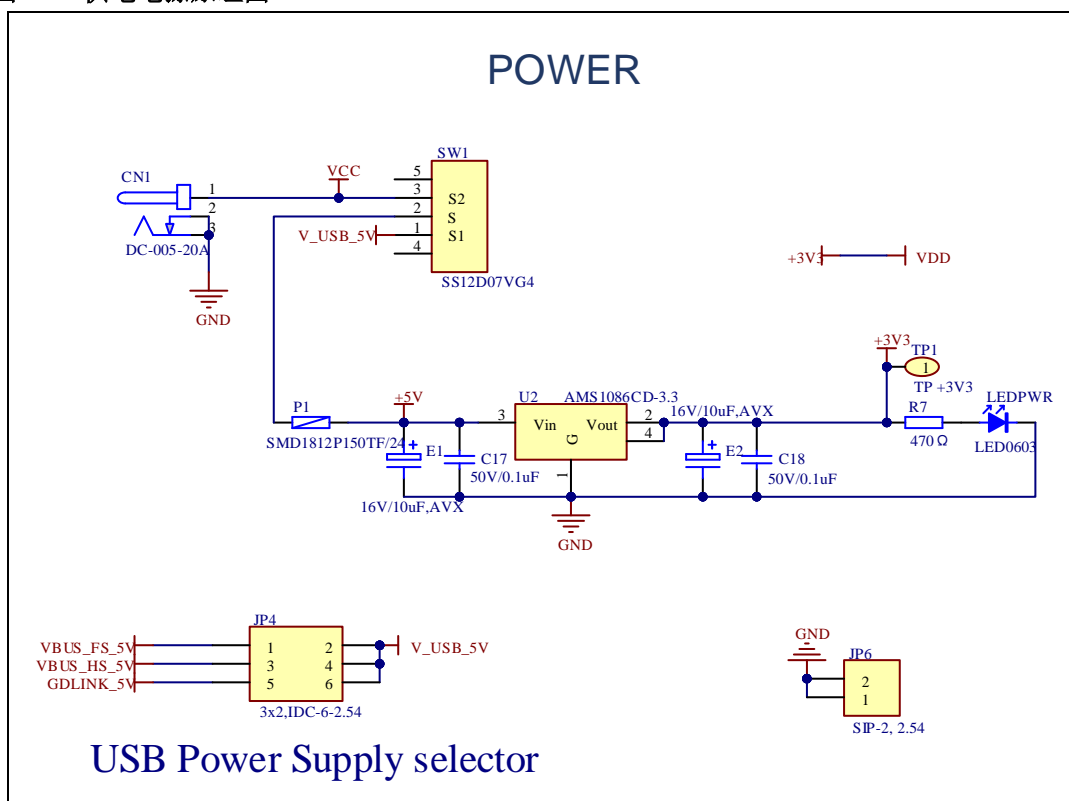 POWER
SW1
CN1
VCC
1
2
3
DC-005-20A
GND
5
3
2
1
4
S2
S
S1
V_USB_5V
SS12D07VG4
+3V3
VDD
P1
SMD1812P150TF/24
+5V
E1
16V/10uF,AVX
C17
50V/0.1uF
U2
AMS1086CD-3.3
3
Vin
G
Vout
2
4
1
GND
16V/10uF,AVX
E2
C18
50V/0.1uF
+3V3
TP1
1
TP +3V3
R7
470Ω
LEDPWR
LED0603
JP4
VBUS_FS_5V
VBUS_HS_5V
GDLINK_5V
1
2
3
4
5
6
V_USB_5V
3x2,IDC-6-2.54
GND
JP6
2
1
SIP-2, 2.54
USB Power Supply selector